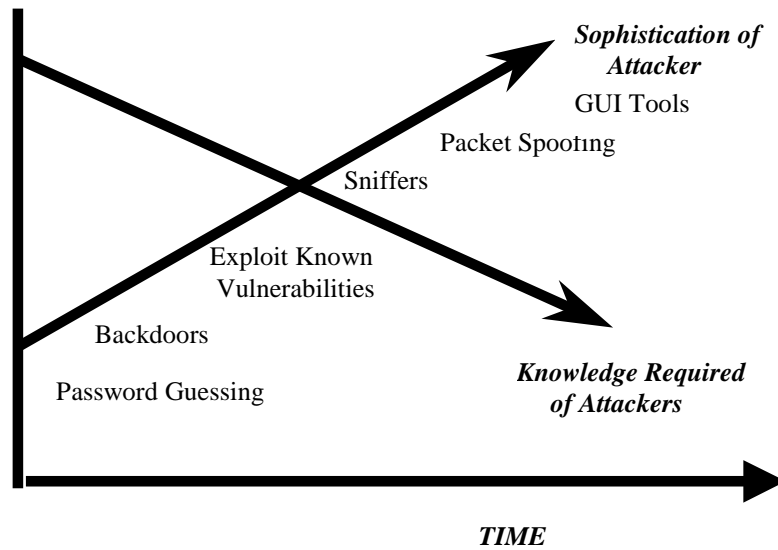 Sophistication of
Attacker
GUI Tools
Packet Spoofing
Sniffers
Exploit Known
Vulnerabilities
Backdoors
Password Guessing
Knowledge Required
of Attackers
TIME